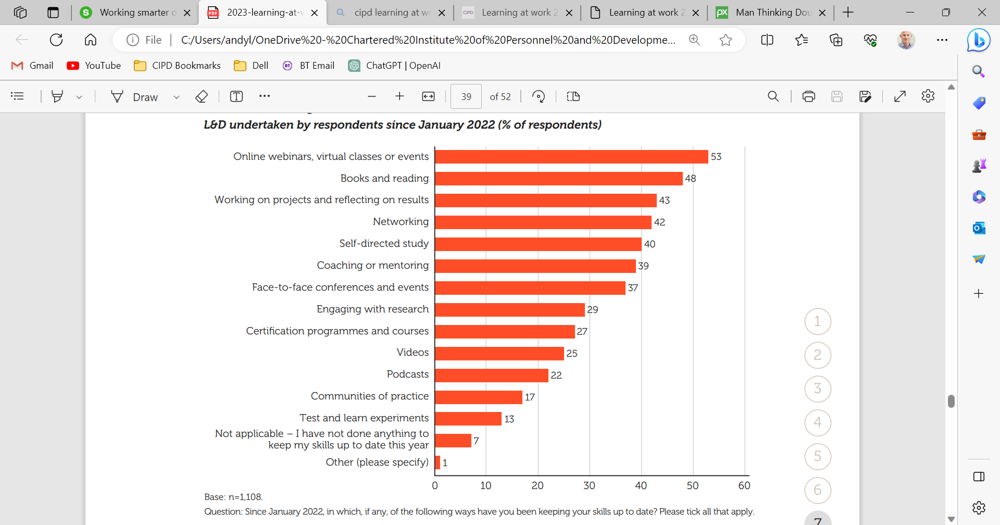 Working smarter o
2023-learning-at-w
cipd learning at wo
Learning at work 2
Learning at work 2
Man Thinking Dou
File
C:/Users/andyl/OneDrive%20-%20Chartered%20Institute%20of%20Personnel%20and%20Developme...
Gmail
YouTube
CIPD Bookmarks
Dell
BT Email
ChatGPT | OpenAI
Draw
39
of 52
L&D undertaken by respondents since January 2022 (% of respondents)
Online webinars, virtual classes or events 53
Books and reading 48
Working on projects and reflecting on results 43
Networking 42
Self-directed study 40
Coaching or mentoring 39
Face-to-face conferences and events 37
Engaging with research 29
Certification programmes and courses 27
Videos 25
Podcasts 22
Communities of practice 17
Test and learn experiments 13
Not applicable – I have not done anything to
keep my skills up to date this year 7
Other (please specify) 1
0 10 20 30 40 50 60
Base: n=1,108.
Question: Since January 2022, in which, if any, of the following ways have you been keeping your skills up to date? Please tick all that apply.
1
2
3
4
5
6
7